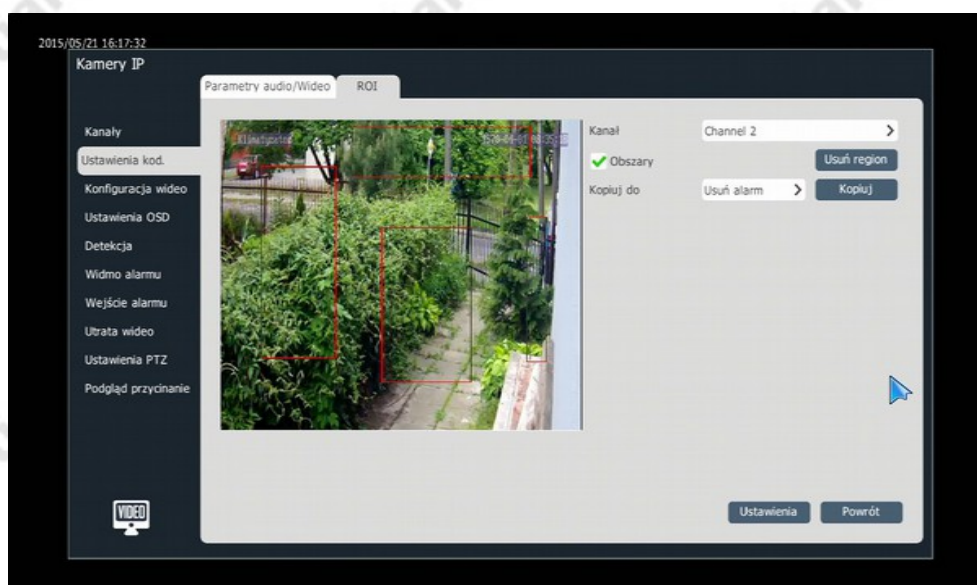 2015/05/21 16:17:32
Kamery IP
Parametry audio/Wideo ROI
Kanały
Ustawienia kod.
Konfiguracja wideo
Ustawienia OSD
Detekcja
Widmo alarmu
Wejście alarmu
Utrata wideo
Ustawienia PTZ
Podgląd przycinanie
VIDEO
Klimatyzator
Kanał Channel 2 >
Obszary Usuń region
Kopiuj do Usuń alarm > Kopiuj
Ustawienia Powrót